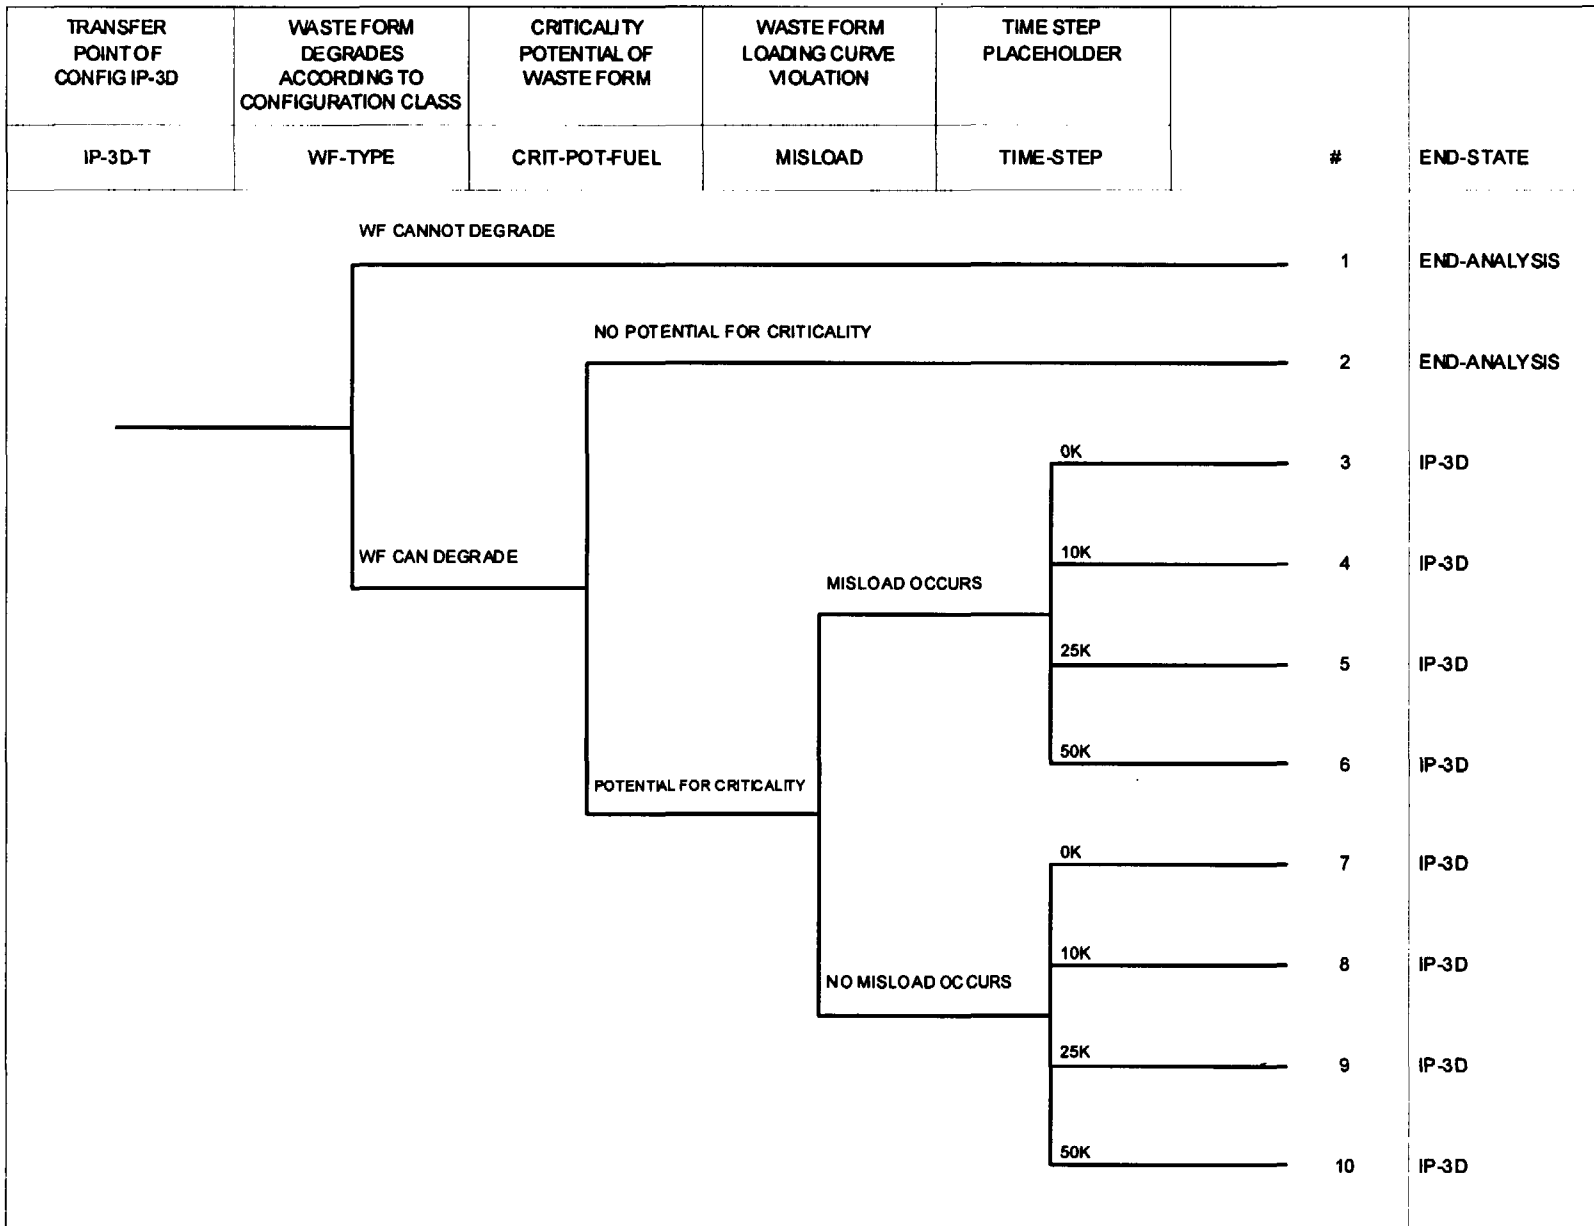 TRANSFER
POINT OF
CONFIG IP-3D
WASTE FORM
DEGRADES
ACCORDING TO
CONFIGURATION CLASS
CRITICALITY
POTENTIAL OF
WASTE FORM
WASTE FORM
LOADING CURVE
VIOLATION
TIME STEP
PLACEHOLDER
IP-3D-T
WF-TYPE
CRIT-POT-FUEL
MISLOAD
TIME-STEP
#
END-STATE
WF CANNOT DEGRADE
1
END-ANALYSIS
NO POTENTIAL FOR CRITICALITY
2
END-ANALYSIS
0K
3
IP-3D
WF CAN DEGRADE
10K
4
IP-3D
MISLOAD OCCURS
25K
5
IP-3D
50K
6
IP-3D
POTENTIAL FOR CRITICALITY
0K
7
IP-3D
10K
8
IP-3D
NO MISLOAD OCCURS
25K
9
IP-3D
50K
10
IP-3D